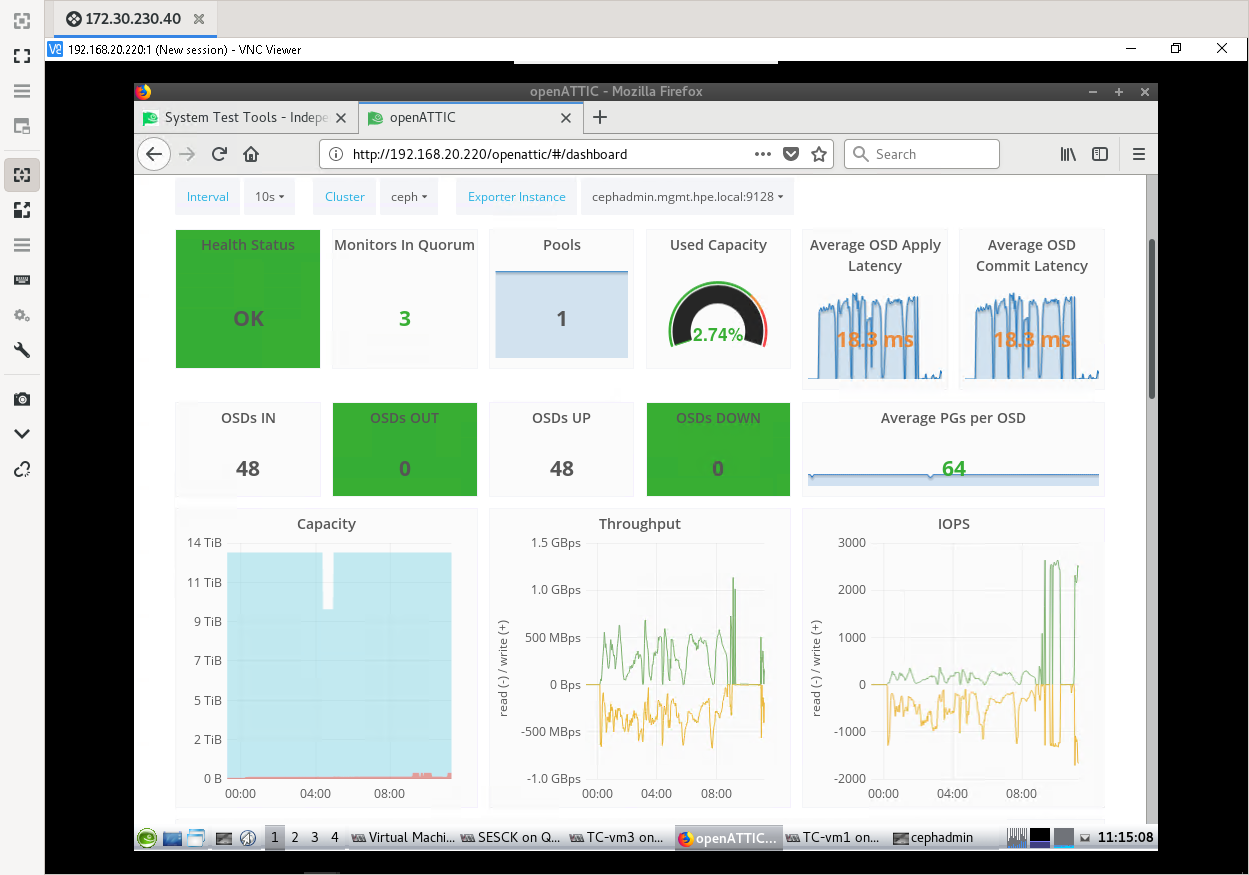 172.30.230.40
192.168.20.220:1 (New session) - VNC Viewer
openATTIC - Mozilla Firefox
System Test Tools - Indepe
openATTIC
http://192.168.20.220/openattic/#/dashboard
Search
Interval 10s Cluster ceph Exporter Instance cephadmin.mgmt.hpe.local:9128
Health Status
OK
Monitors In Quorum
3
Pools
1
Used Capacity
2.74%
Average OSD Apply
Latency
18.3 ms
Average OSD
Commit Latency
18.3 ms
OSDs IN
48
OSDs OUT
0
OSDs UP
48
OSDs DOWN
0
Average PGs per OSD
64
Capacity
14 TiB
11 TiB
9 TiB
7 TiB
5 TiB
2 TiB
0 B
00:00 04:00 08:00
Throughput
read (-) / write (+)
1.5 GBps
1.0 GBps
500 MBps
0 Bps
-500 MBps
-1.0 GBps
00:00 04:00 08:00
IOPS
read (-) / write (+)
3000
2000
1000
0
-1000
-2000
00:00 04:00 08:00
1 2 3 4 Virtual Machi... SESCK on Q... TC-vm3 on... openATTIC... TC-vm1 on... cephadmin 11:15:08